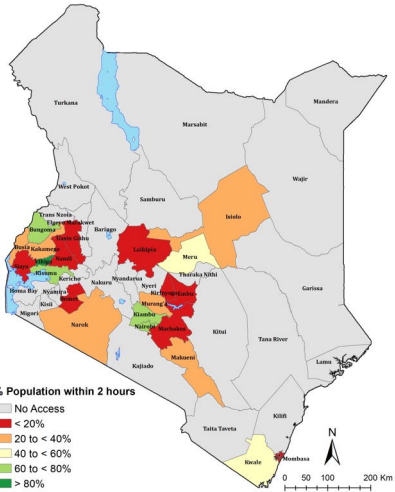 Turkana
Mandera
Marsabit
Wajir
West Pokot
Samburu
Isiolo
Trans Nzoia
Elgeyo Marakwet
Bungoma
Baringo
Uasin Gishu
Busia
Kakamega
Laikipia
Nandi
Meru
Vihiga
Siaya
Kisumu
Kericho
Nyandarua
Tharaka Nithi
Garissa
Nakuru
Nyeri
Homa Bay
Nyamira
Kirinyaga
Embu
Bomet
Murang'a
Kisii
Migori
Kiambu
Narok
Nairobi
Machakos
Kitui
Tana River
Makueni
Lamu
Kajiado
Kilifi
Taita Taveta
Mombasa
Kwale
% Population within 2 hours
No Access
< 20%
20 to < 40%
40 to < 60%
60 to < 80%
> 80%
N
0 50 100 200 Km